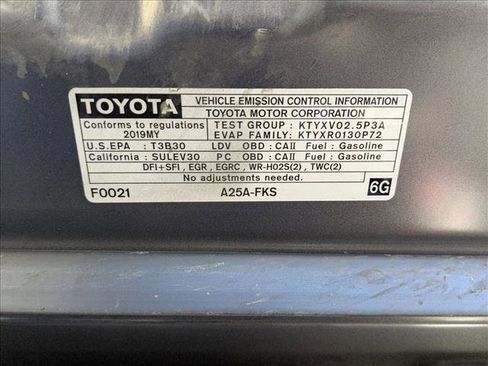 TOYOTA VEHICLE EMISSION CONTROL INFORMATION
TOYOTA MOTOR CORPORATION
Conforms to regulations TEST GROUP : KTYXV02.5P3A
2019MY EVAP FAMILY: KTYXR0130P72
U.S.EPA : T3B30 LDV OBD : CAII Fuel : Gasoline
California : SULEV30 PC OBD : CAII Fuel : Gasoline
DFI+SFI , EGR , EGRC , WR-HO2S(2) , TWC(2)
No adjustments needed.
F0021 A25A-FKS 6G